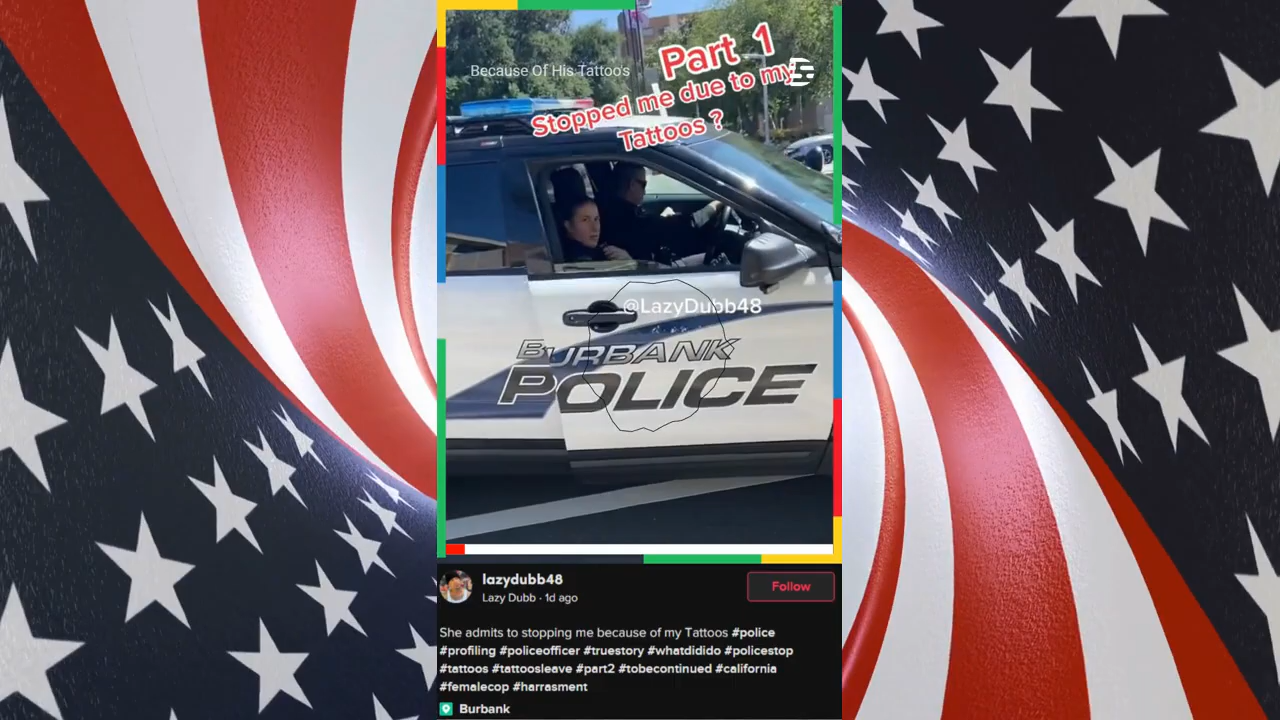 Because Of His Tattoo's
Part 1
Stopped me due to my
Tattoos ?
@LazyDubb48
BURBANK
POLICE
lazydubb48
Lazy Dubb · 1d ago
Follow
She admits to stopping me because of my Tattoos #police
#profiling #policeofficer #truestory #whatdidido #policestop
#tattoos #tattoosleave #part2 #tobecontinued #california
#femalecop #harrasment
Burbank